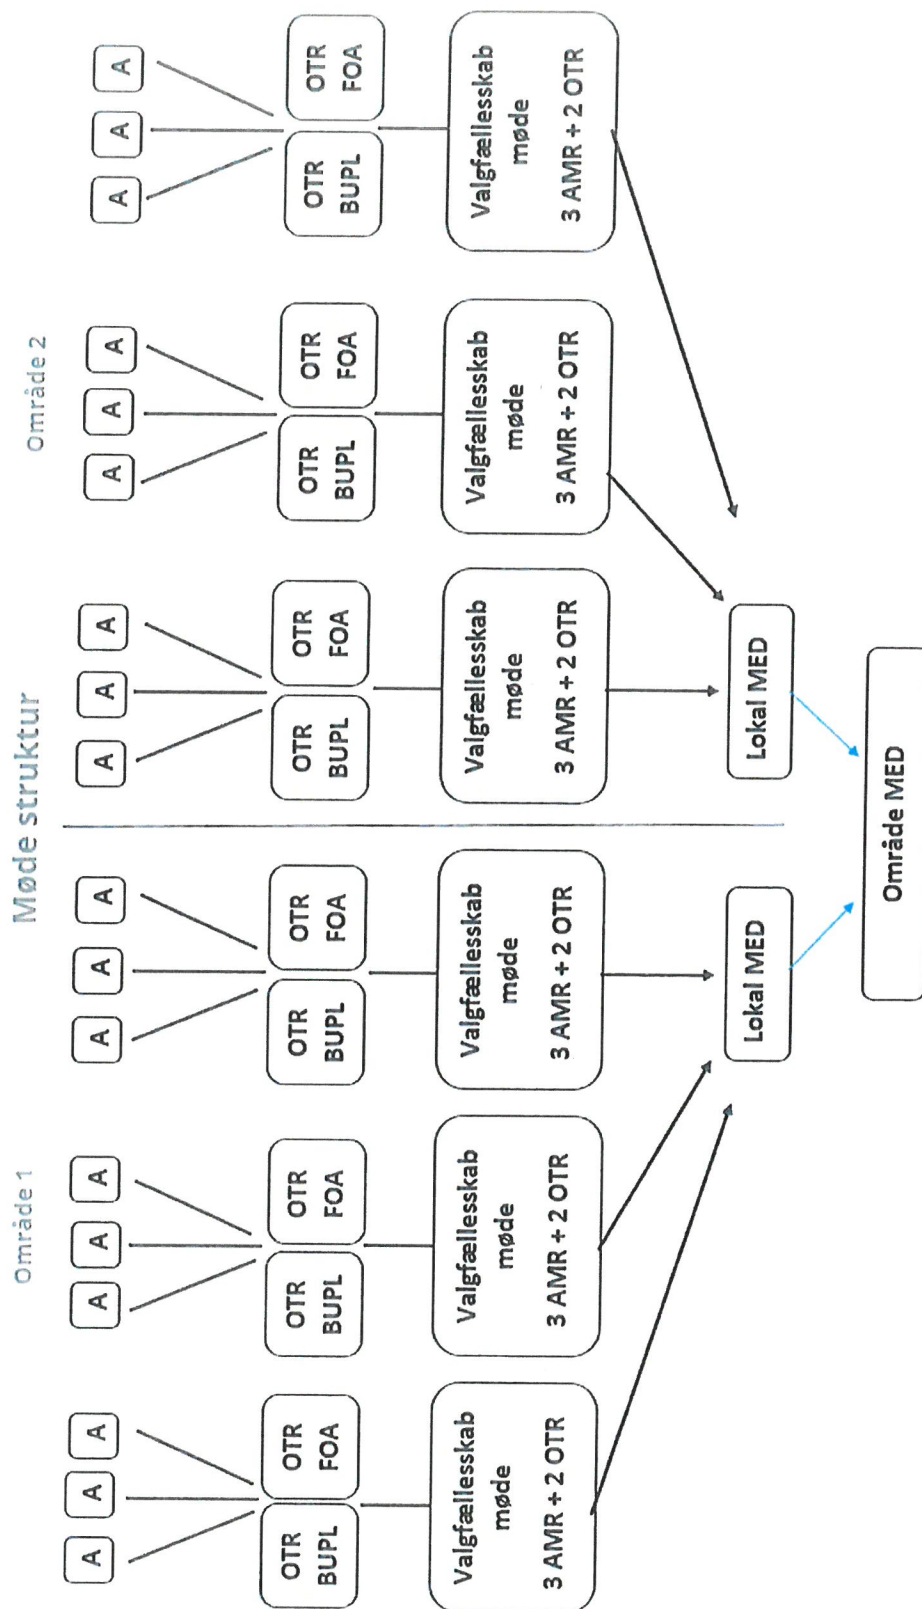 Møde struktur
Område 1
Område 2
A A A
A A A
A A A
A A A
A A A
A A A
OTR
BUPL
OTR
FOA
OTR
BUPL
OTR
FOA
OTR
BUPL
OTR
FOA
OTR
BUPL
OTR
FOA
OTR
BUPL
OTR
FOA
OTR
BUPL
OTR
FOA
Valgfællesskab
møde
3 AMR + 2 OTR
Valgfællesskab
møde
3 AMR + 2 OTR
Valgfællesskab
møde
3 AMR + 2 OTR
Valgfællesskab
møde
3 AMR + 2 OTR
Valgfællesskab
møde
3 AMR + 2 OTR
Valgfællesskab
møde
3 AMR + 2 OTR
Lokal MED
Lokal MED
Område MED